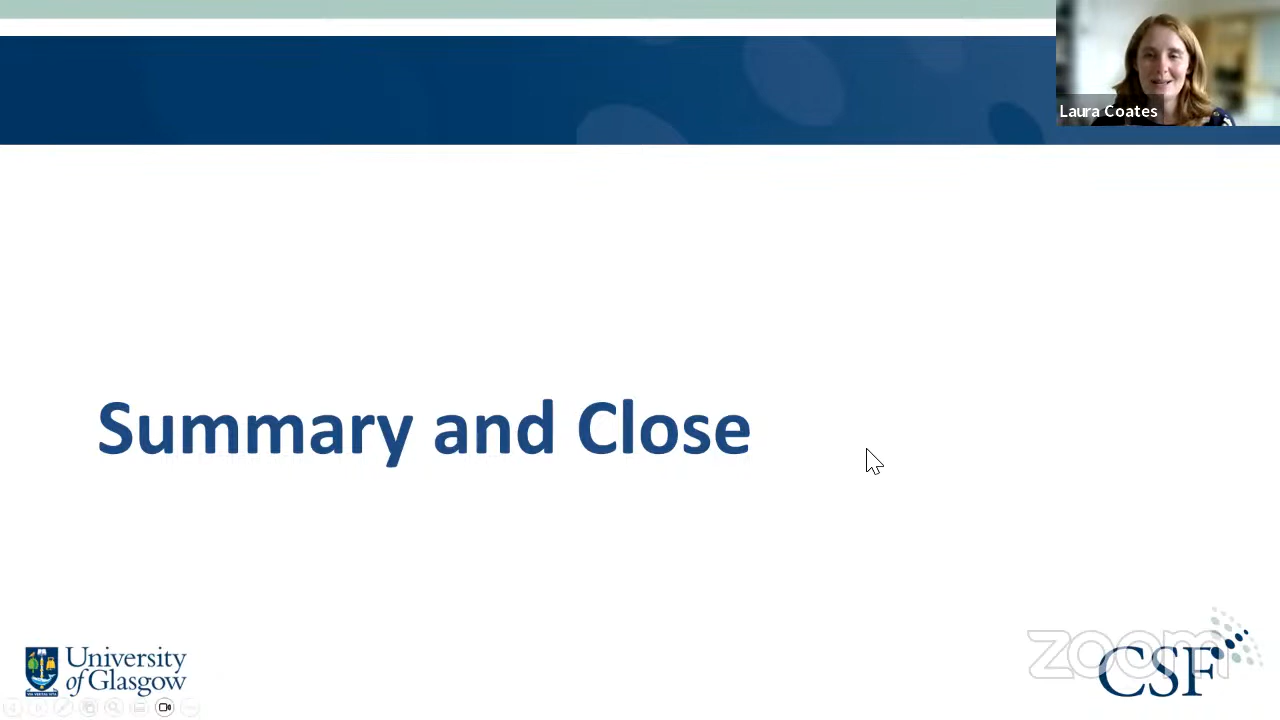 Laura Coates
Summary and Close
University
of Glasgow
zoom
CSF